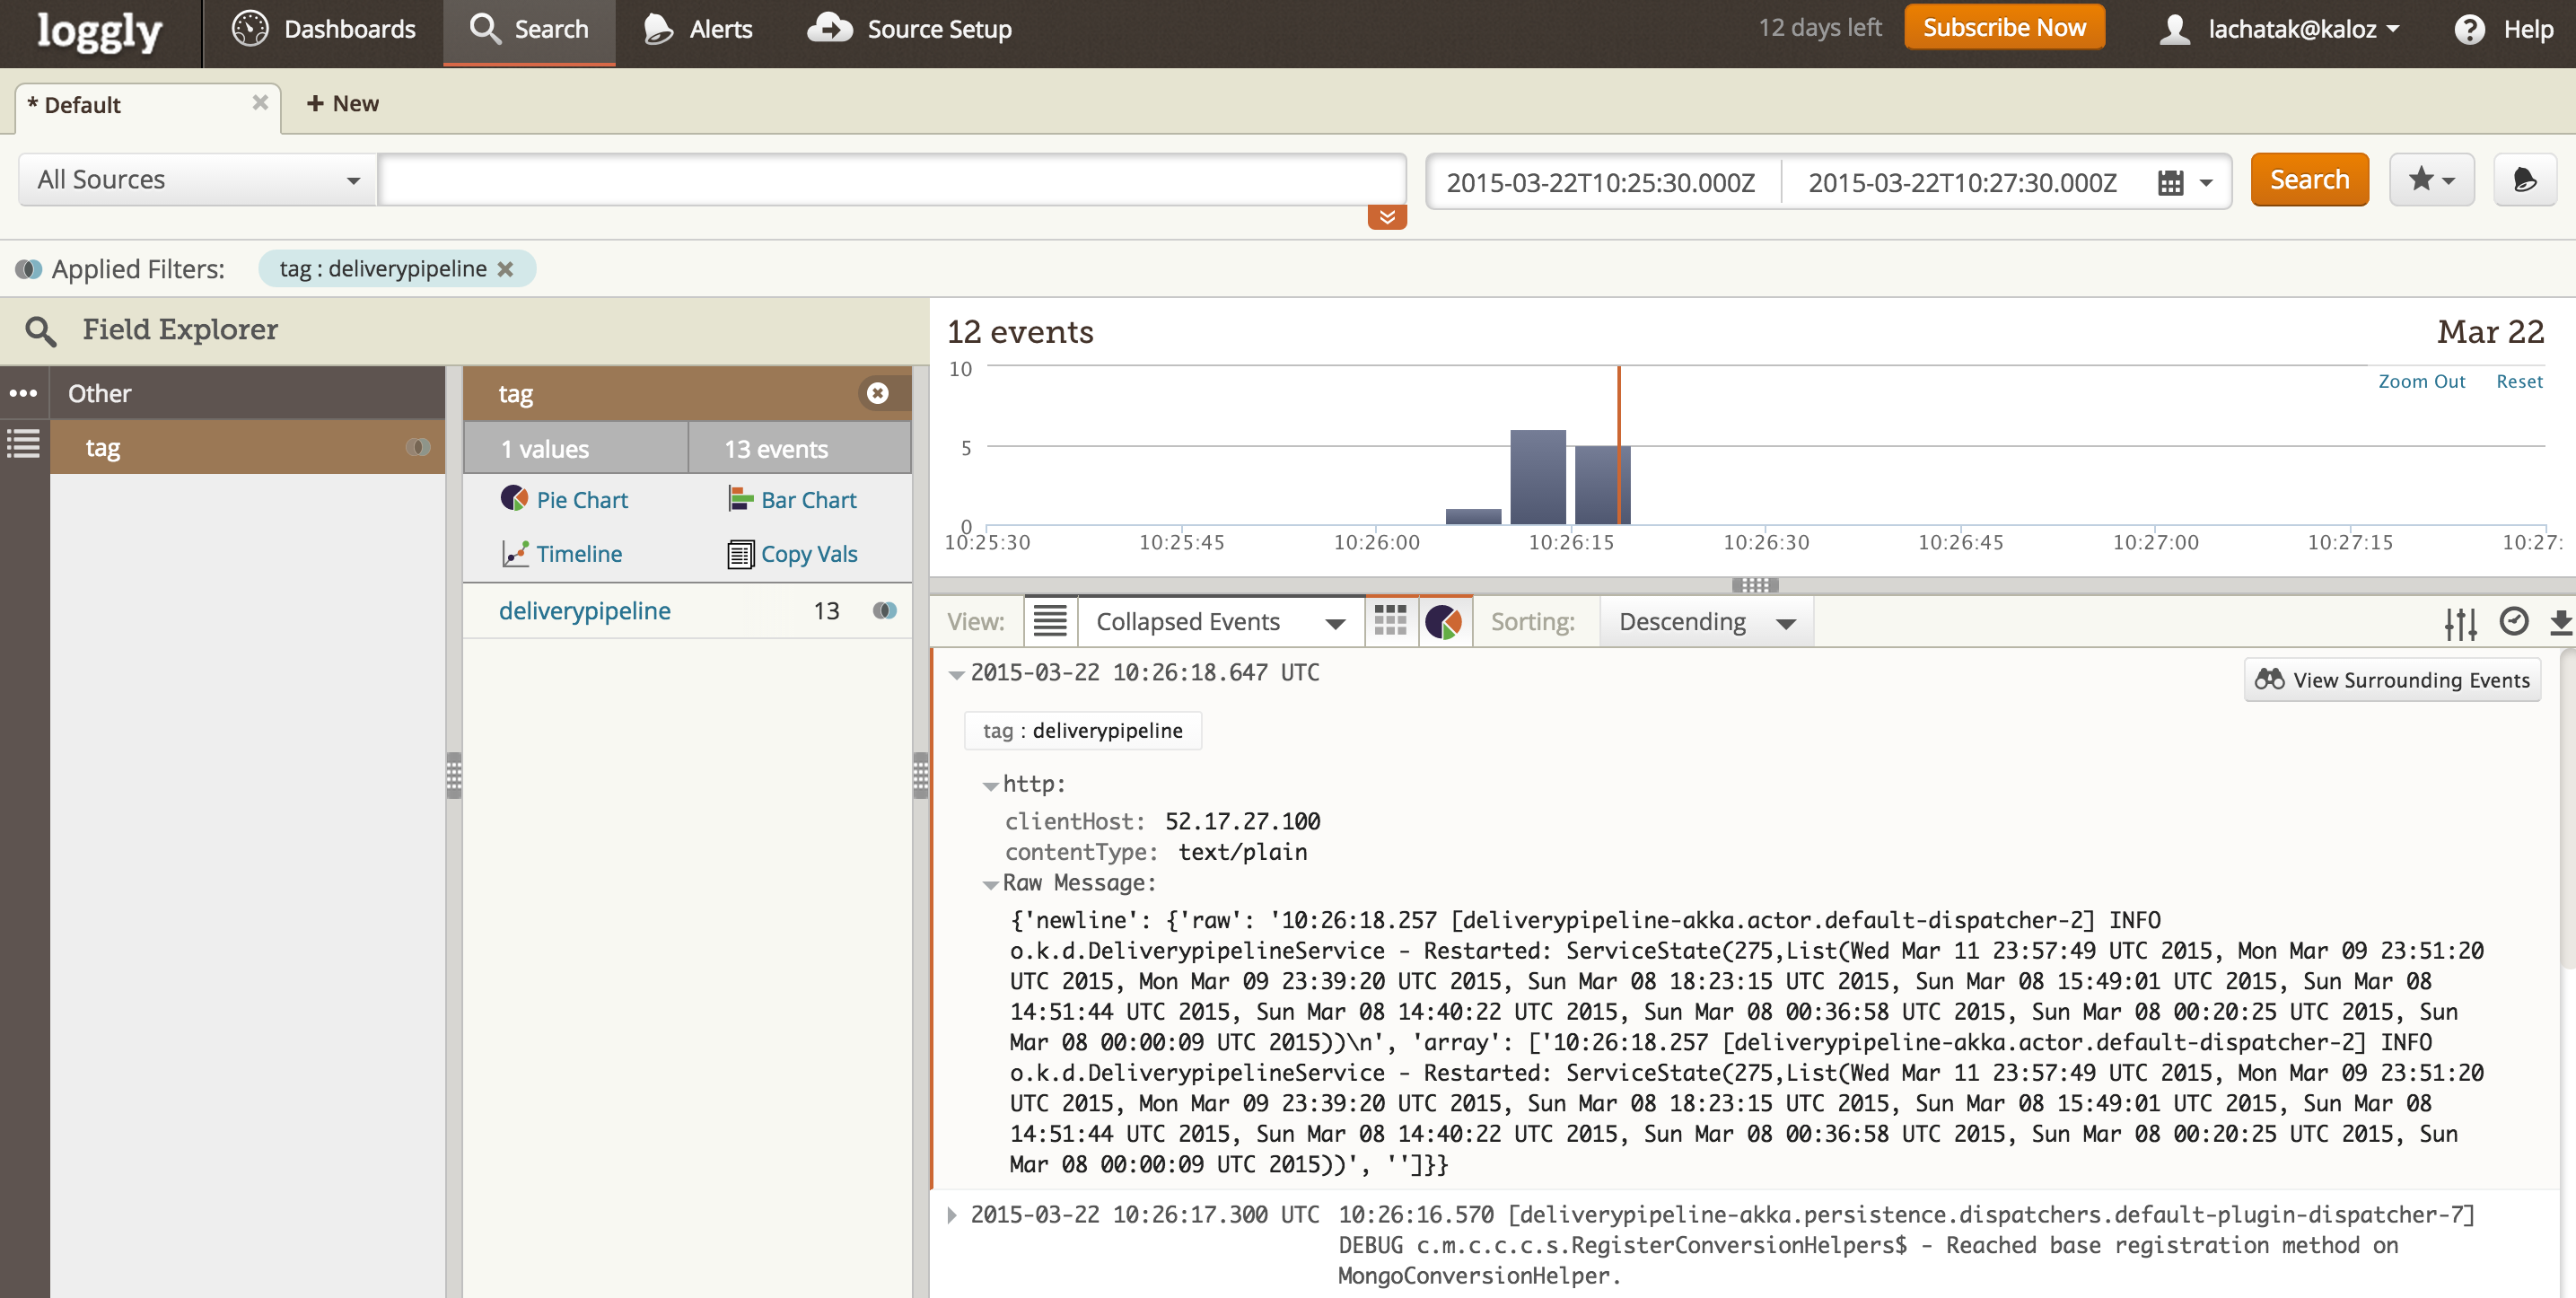 loggly
Dashboards
Search
Alerts
Source Setup
12 days left
Subscribe Now
lachatak@kaloz
Help
* Default
+ New
All Sources
2015-03-22T10:25:30.000Z
2015-03-22T10:27:30.000Z
Search
Applied Filters:
tag : deliverypipeline
Field Explorer
Other
tag
tag
1 values
13 events
Pie Chart
Bar Chart
Timeline
Copy Vals
deliverypipeline 13
12 events
Mar 22
10
Zoom Out Reset
5
0
10:25:30 10:25:45 10:26:00 10:26:15 10:26:30 10:26:45 10:27:00 10:27:15 10:27:
View:
Collapsed Events
Sorting:
Descending
2015-03-22 10:26:18.647 UTC
View Surrounding Events
tag : deliverypipeline
http:
clientHost: 52.17.27.100
contentType: text/plain
Raw Message:
{'newline': {'raw': '10:26:18.257 [deliverypipeline-akka.actor.default-dispatcher-2] INFO
o.k.d.DeliverypipelineService - Restarted: ServiceState(275,List(Wed Mar 11 23:57:49 UTC 2015, Mon Mar 09 23:51:20
UTC 2015, Mon Mar 09 23:39:20 UTC 2015, Sun Mar 08 18:23:15 UTC 2015, Sun Mar 08 15:49:01 UTC 2015, Sun Mar 08
14:51:44 UTC 2015, Sun Mar 08 14:40:22 UTC 2015, Sun Mar 08 00:36:58 UTC 2015, Sun Mar 08 00:20:25 UTC 2015, Sun
Mar 08 00:00:09 UTC 2015))\n', 'array': ['10:26:18.257 [deliverypipeline-akka.actor.default-dispatcher-2] INFO
o.k.d.DeliverypipelineService - Restarted: ServiceState(275,List(Wed Mar 11 23:57:49 UTC 2015, Mon Mar 09 23:51:20
UTC 2015, Mon Mar 09 23:39:20 UTC 2015, Sun Mar 08 18:23:15 UTC 2015, Sun Mar 08 15:49:01 UTC 2015, Sun Mar 08
14:51:44 UTC 2015, Sun Mar 08 14:40:22 UTC 2015, Sun Mar 08 00:36:58 UTC 2015, Sun Mar 08 00:20:25 UTC 2015, Sun
Mar 08 00:00:09 UTC 2015))', '']}}
2015-03-22 10:26:17.300 UTC 10:26:16.570 [deliverypipeline-akka.persistence.dispatchers.default-plugin-dispatcher-7]
DEBUG c.m.c.c.c.s.RegisterConversionHelpers$ - Reached base registration method on
MongoConversionHelper.